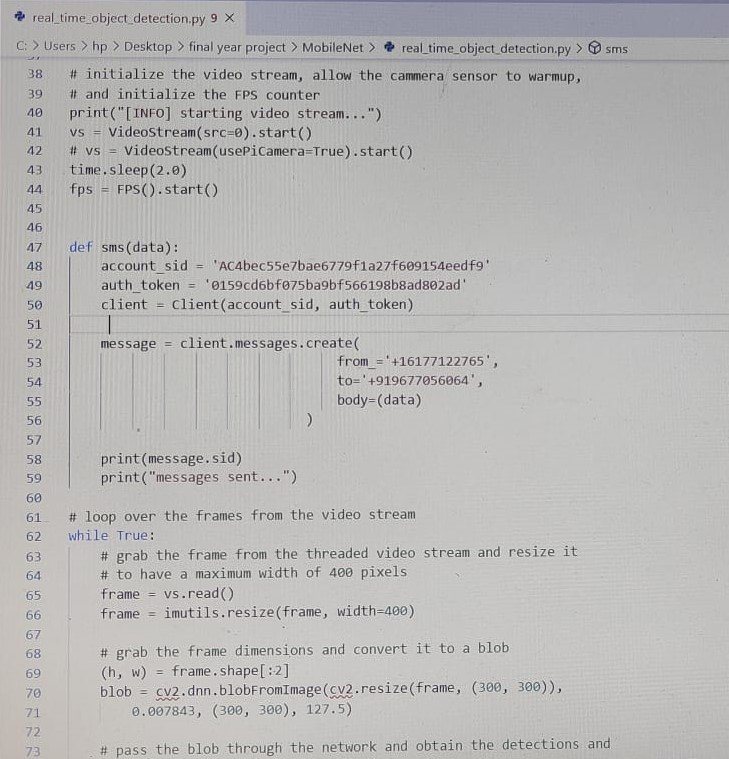 real_time_object_detection.py 9 ×
C: > Users > hp > Desktop > final year project > MobileNet > real_time_object_detection.py > sms
38 # initialize the video stream, allow the cammera sensor to warmup,
39 # and initialize the FPS counter
40 print("[INFO] starting video stream...")
41 vs = VideoStream(src=0).start()
42 # vs = VideoStream(usePiCamera=True).start()
43 time.sleep(2.0)
44 fps = FPS().start()
45
46
47 def sms(data):
48     account_sid = 'AC4bec55e7bae6779f1a27f609154eedf9'
49     auth_token = '0159cd6bf075ba9bf566198b8ad802ad'
50     client = Client(account_sid, auth_token)
51
52     message = client.messages.create(
53                                  from_='+16177122765',
54                                  to='+919677056064',
55                                  body=(data)
56                              )
57
58     print(message.sid)
59     print("messages sent...")
60
61 # loop over the frames from the video stream
62 while True:
63     # grab the frame from the threaded video stream and resize it
64     # to have a maximum width of 400 pixels
65     frame = vs.read()
66     frame = imutils.resize(frame, width=400)
67
68     # grab the frame dimensions and convert it to a blob
69     (h, w) = frame.shape[:2]
70     blob = cv2.dnn.blobFromImage(cv2.resize(frame, (300, 300)),
71         0.007843, (300, 300), 127.5)
72
73     # pass the blob through the network and obtain the detections and